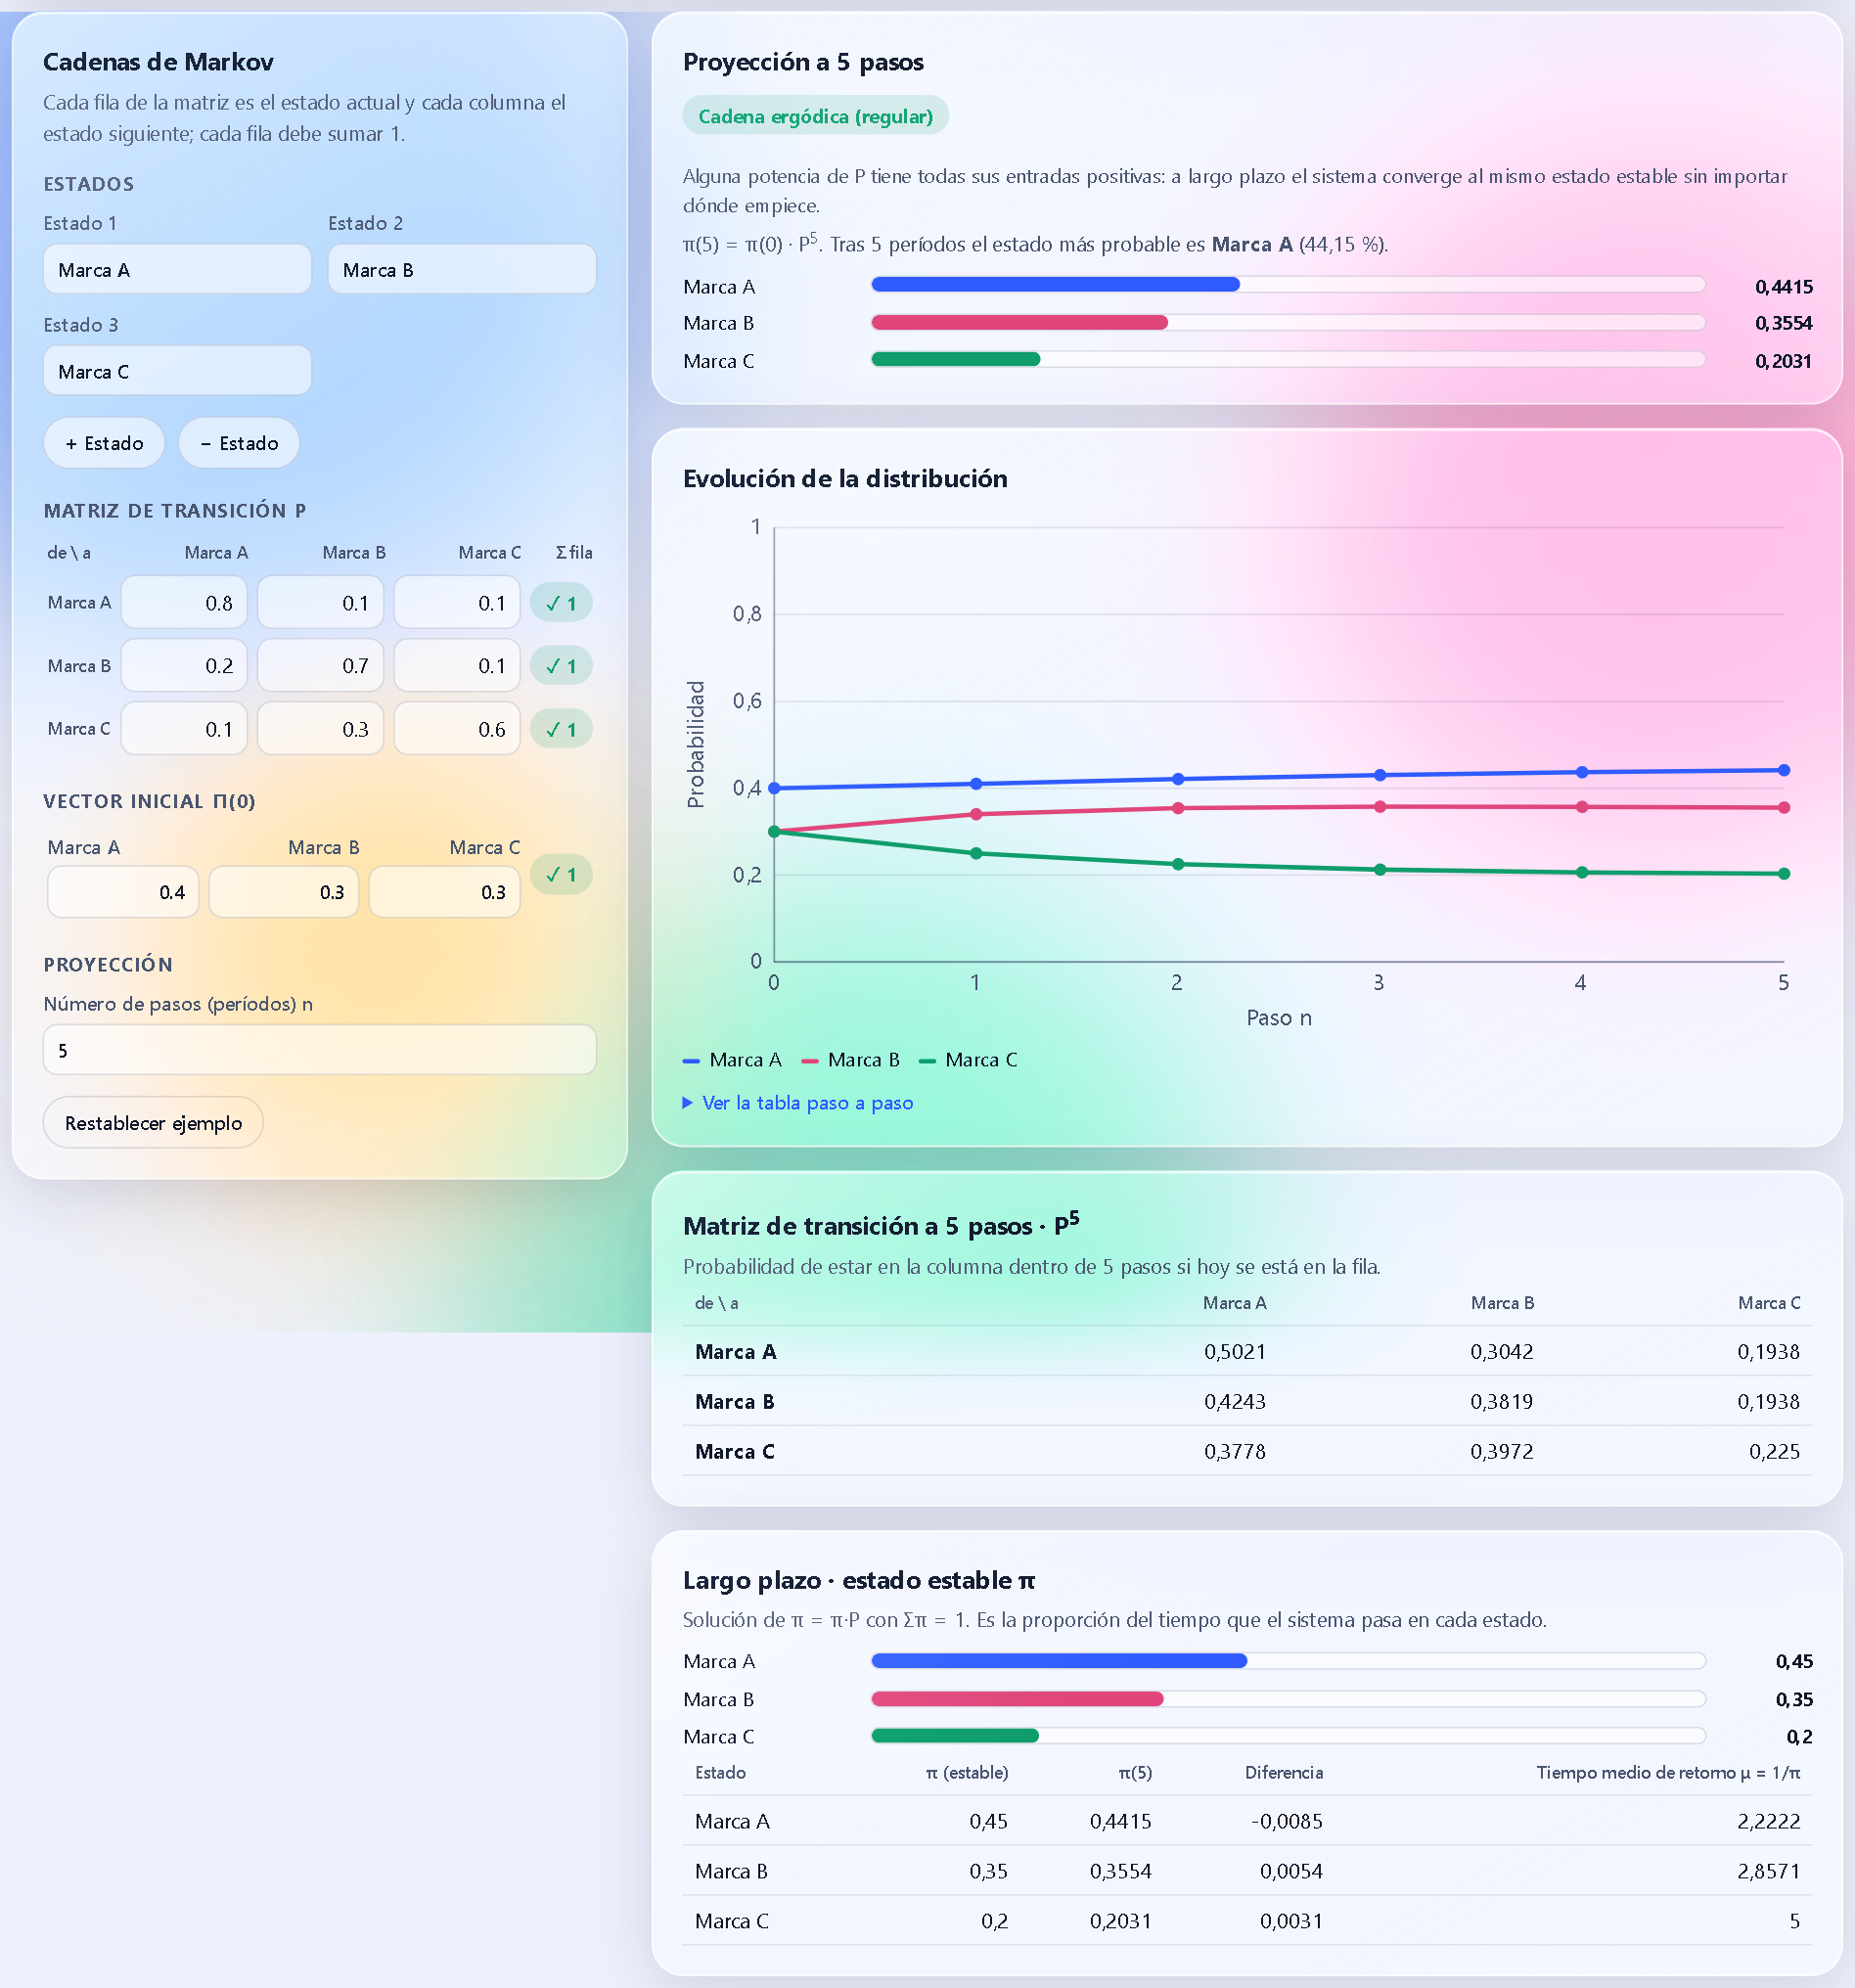 Cadenas de Markov
Cada fila de la matriz es el estado actual y cada columna el
estado siguiente; cada fila debe sumar 1.
ESTADOS
Estado 1 Estado 2
Marca A Marca B
Estado 3
Marca C
+ Estado − Estado
MATRIZ DE TRANSICIÓN P
de \ a Marca A Marca B Marca C Σ fila
Marca A 0.8 0.1 0.1 ✓ 1
Marca B 0.2 0.7 0.1 ✓ 1
Marca C 0.1 0.3 0.6 ✓ 1
VECTOR INICIAL Π(0)
Marca A Marca B Marca C
0.4 0.3 0.3 ✓ 1
PROYECCIÓN
Número de pasos (períodos) n
5
Restablecer ejemplo
Proyección a 5 pasos
Cadena ergódica (regular)
Alguna potencia de P tiene todas sus entradas positivas: a largo plazo el sistema converge al mismo estado estable sin importar
dónde empiece.
π(5) = π(0) · P⁵. Tras 5 períodos el estado más probable es Marca A (44,15 %).
Marca A 0,4415
Marca B 0,3554
Marca C 0,2031
Evolución de la distribución
1
0,8
0,6
0,4
0,2
0
Probabilidad
0 1 2 3 4 5
Paso n
Marca A Marca B Marca C
▶ Ver la tabla paso a paso
Matriz de transición a 5 pasos · P⁵
Probabilidad de estar en la columna dentro de 5 pasos si hoy se está en la fila.
de \ a Marca A Marca B Marca C
Marca A 0,5021 0,3042 0,1938
Marca B 0,4243 0,3819 0,1938
Marca C 0,3778 0,3972 0,225
Largo plazo · estado estable π
Solución de π = π·P con Σπ = 1. Es la proporción del tiempo que el sistema pasa en cada estado.
Marca A 0,45
Marca B 0,35
Marca C 0,2
Estado π (estable) π(5) Diferencia Tiempo medio de retorno μ = 1/π
Marca A 0,45 0,4415 -0,0085 2,2222
Marca B 0,35 0,3554 0,0054 2,8571
Marca C 0,2 0,2031 0,0031 5